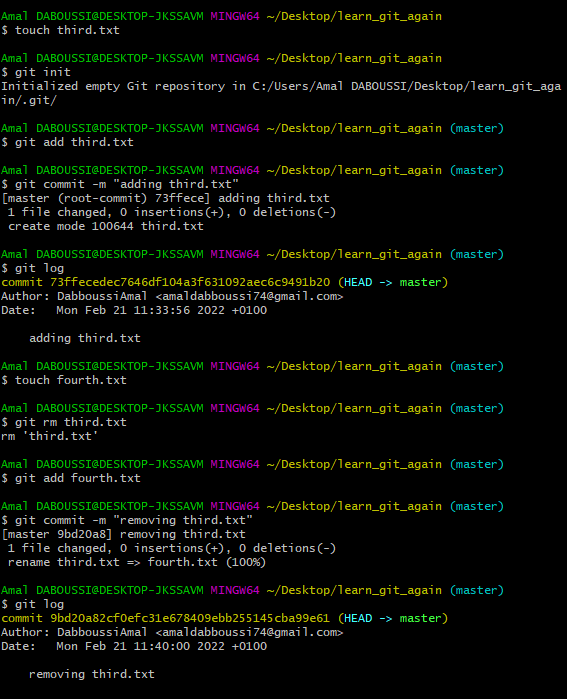 Amal DABOUSSI@DESKTOP-JKSSAVM MINGW64 ~/Desktop/learn_git_again
$ touch third.txt
Amal DABOUSSI@DESKTOP-JKSSAVM MINGW64 ~/Desktop/learn_git_again
$ git init
Initialized empty Git repository in C:/Users/Amal DABOUSSI/Desktop/learn_git_aga
in/.git/
Amal DABOUSSI@DESKTOP-JKSSAVM MINGW64 ~/Desktop/learn_git_again (master)
$ git add third.txt
Amal DABOUSSI@DESKTOP-JKSSAVM MINGW64 ~/Desktop/learn_git_again (master)
$ git commit -m "adding third.txt"
[master (root-commit) 73ffece] adding third.txt
1 file changed, 0 insertions(+), 0 deletions(-)
create mode 100644 third.txt
Amal DABOUSSI@DESKTOP-JKSSAVM MINGW64 ~/Desktop/learn_git_again (master)
$ git log
commit 73ffecedec7646df104a3f631092aec6c9491b20 (HEAD -> master)
Author: DabboussiAmal <amaldabboussi74@gmail.com>
Date:   Mon Feb 21 11:33:56 2022 +0100
adding third.txt
Amal DABOUSSI@DESKTOP-JKSSAVM MINGW64 ~/Desktop/learn_git_again (master)
$ touch fourth.txt
Amal DABOUSSI@DESKTOP-JKSSAVM MINGW64 ~/Desktop/learn_git_again (master)
$ git rm third.txt
rm 'third.txt'
Amal DABOUSSI@DESKTOP-JKSSAVM MINGW64 ~/Desktop/learn_git_again (master)
$ git add fourth.txt
Amal DABOUSSI@DESKTOP-JKSSAVM MINGW64 ~/Desktop/learn_git_again (master)
$ git commit -m "removing third.txt"
[master 9bd20a8] removing third.txt
1 file changed, 0 insertions(+), 0 deletions(-)
rename third.txt => fourth.txt (100%)
Amal DABOUSSI@DESKTOP-JKSSAVM MINGW64 ~/Desktop/learn_git_again (master)
$ git log
commit 9bd20a82cf0efc31e678409ebb255145cba99e61 (HEAD -> master)
Author: DabboussiAmal <amaldabboussi74@gmail.com>
Date:   Mon Feb 21 11:40:00 2022 +0100
removing third.txt